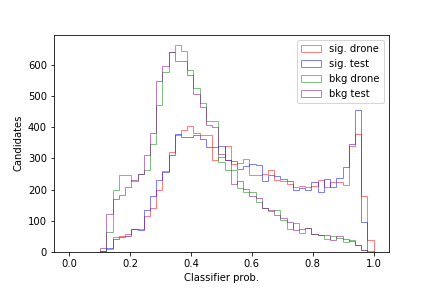 sig. drone
sig. test
bkg drone
bkg test
600
500
400
300
200
100
0
Candidates
0.0 0.2 0.4 0.6 0.8 1.0
Classifier prob.